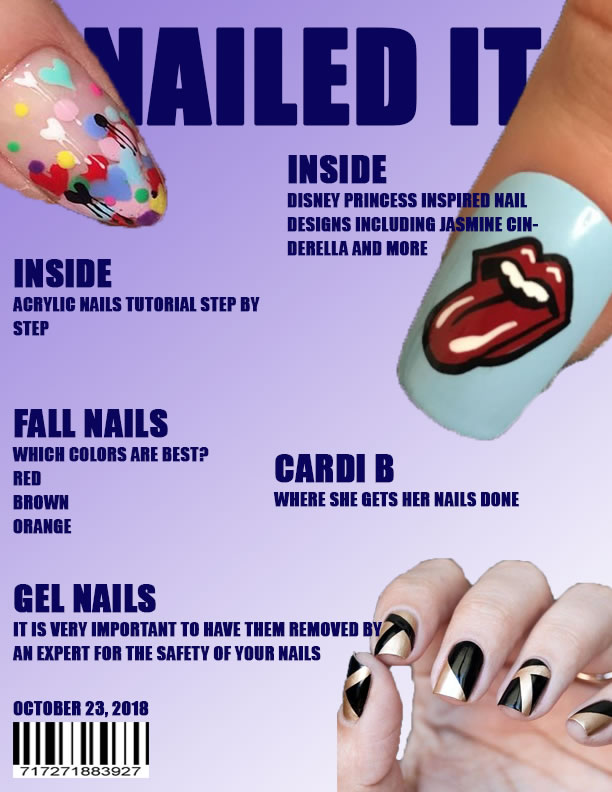 NAILED IT
INSIDE
DISNEY PRINCESS INSPIRED NAIL
DESIGNS INCLUDING JASMINE CIN-
DERELLA AND MORE
INSIDE
ACRYLIC NAILS TUTORIAL STEP BY
STEP
FALL NAILS
WHICH COLORS ARE BEST?
RED
BROWN
ORANGE
CARDI B
WHERE SHE GETS HER NAILS DONE
GEL NAILS
IT IS VERY IMPORTANT TO HAVE THEM REMOVED BY
AN EXPERT FOR THE SAFETY OF YOUR NAILS
OCTOBER 23, 2018
717271883927